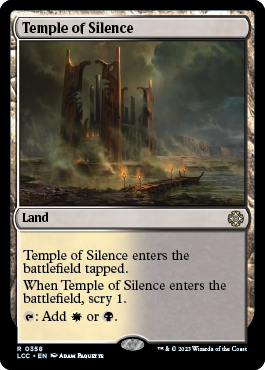 Temple of Silence
Land
Temple of Silence enters the
battlefield tapped.
When Temple of Silence enters the
battlefield, scry 1.
: Add or .
R 0358
LCC • EN Adam Paquette
™ & © 2023 Wizards of the Coast